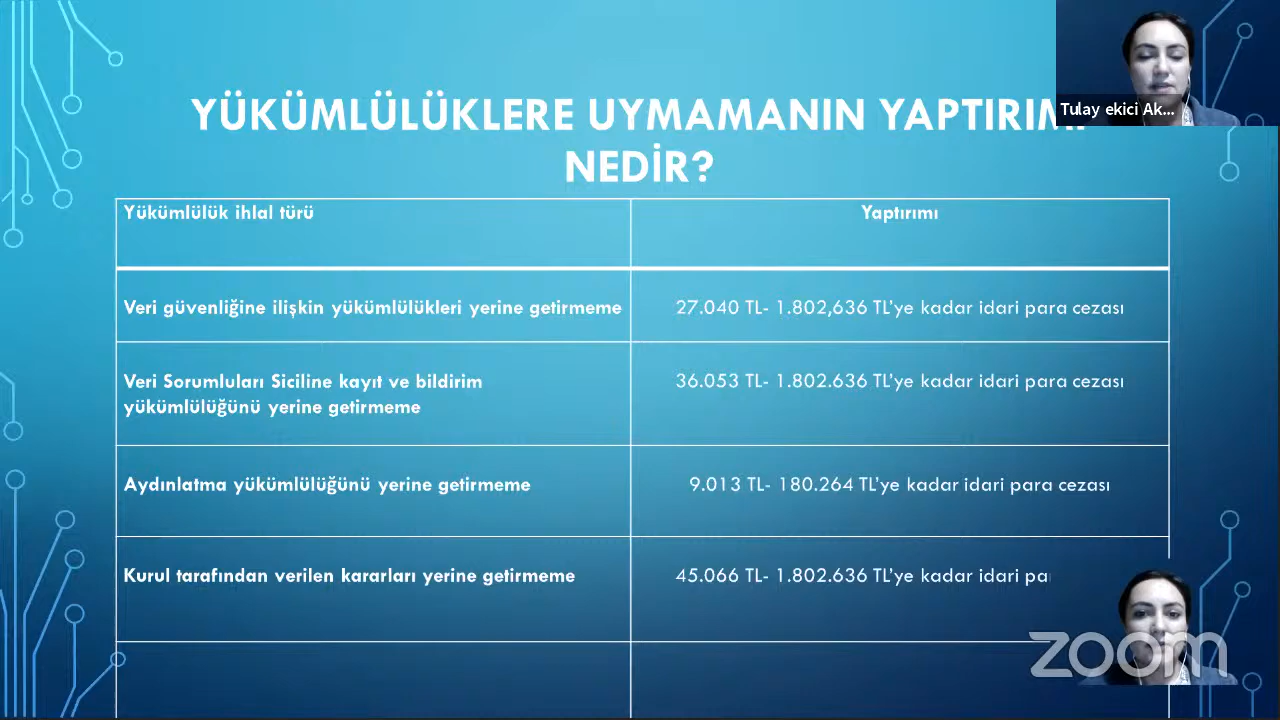 YÜKÜMLÜLÜKLERE UYMAMANIN
NEDİR?
Tulay ekici Ak...
Yükümlülük ihlal türü
Yaptırımı
Veri güvenliğine ilişkin yükümlülükleri yerine getirmeme
27.040 TL- 1.802,636 TL'ye kadar idari para cezası
Veri Sorumluları Siciline kayıt ve bildirim
yükümlülüğünü yerine getirmeme
36.053 TL- 1.802.636 TL'ye kadar idari para cezası
Aydınlatma yükümlülüğünü yerine getirmeme
9.013 TL- 180.264 TL'ye kadar idari para cezası
Kurul tarafından verilen kararları yerine getirmeme
45.066 TL- 1.802.636 TL'ye kadar idari
zoom